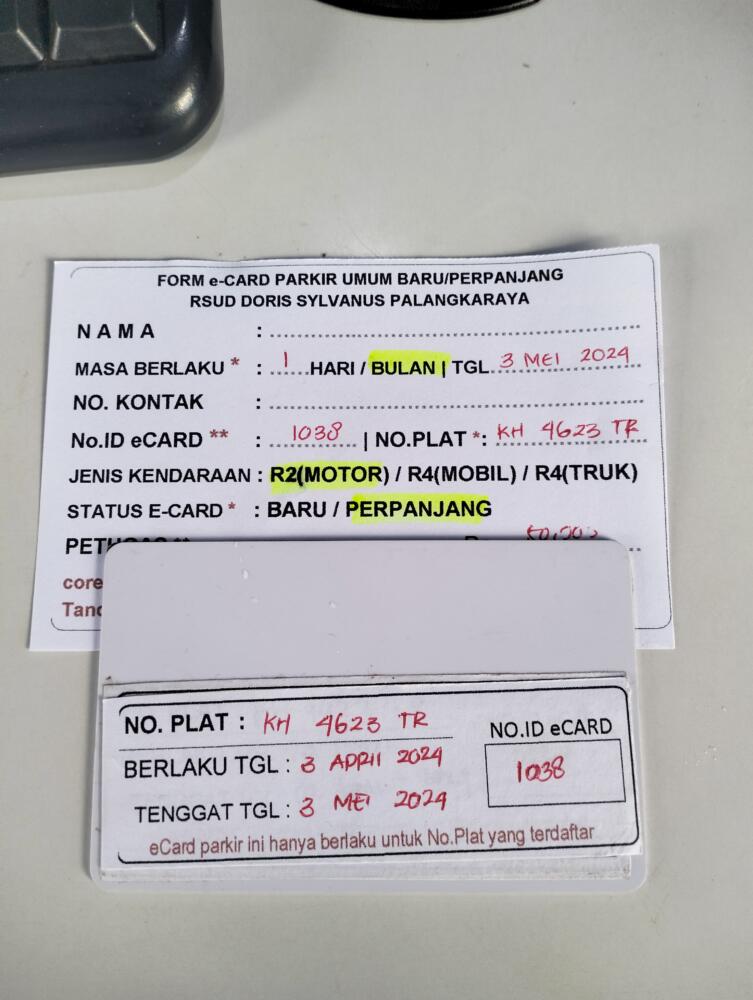 FORM e-CARD PARKIR UMUM BARU/PERPANJANG
RSUD DORIS SYLVANUS PALANGKARAYA
NAMA :
MASA BERLAKU * : 1 HARI / BULAN | TGL 3 MEI 2024
NO. KONTAK :
No.ID eCARD ** : 1038 | NO.PLAT *: KH 4623 TR
JENIS KENDARAAN : R2(MOTOR) / R4(MOBIL) / R4(TRUK)
STATUS E-CARD * : BARU / PERPANJANG
50,000
NO. PLAT : KH 4623 TR
NO.ID eCARD
BERLAKU TGL : 3 APRIL 2024
1038
TENGGAT TGL : 3 MEI 2024
eCard parkir ini hanya berlaku untuk No.Plat yang terdaftar